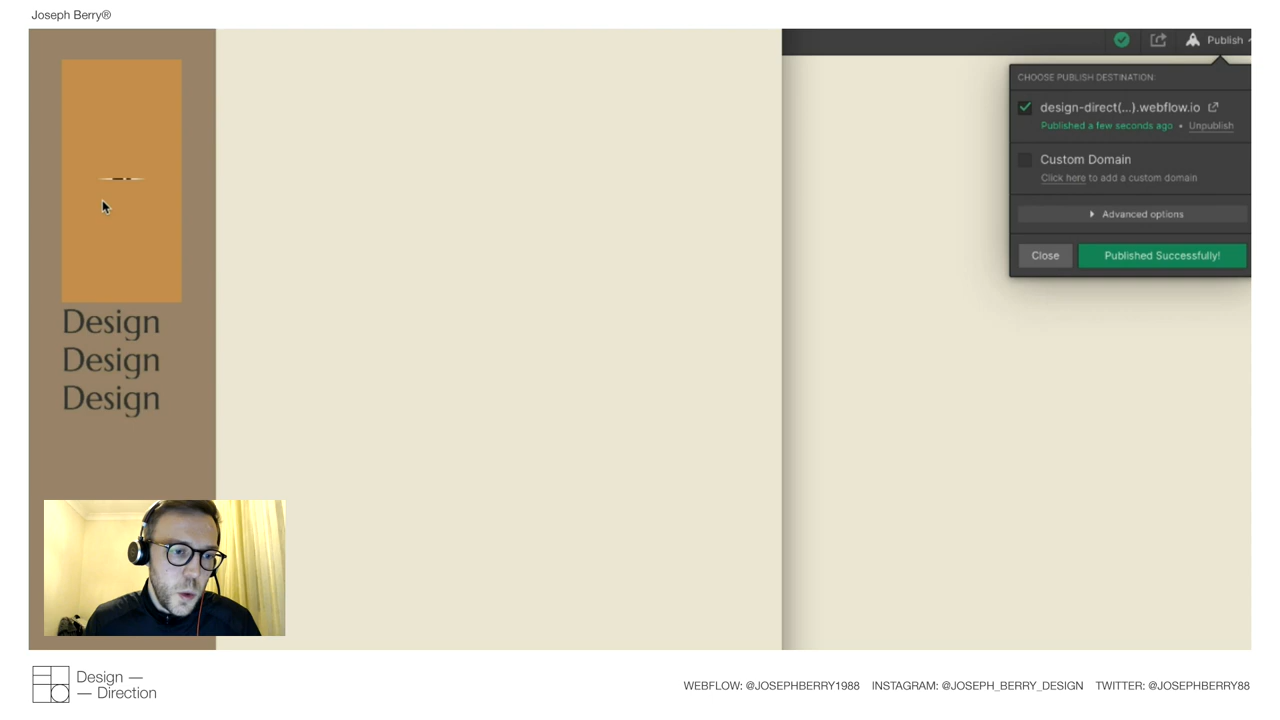 Joseph Berry®
Publish
CHOOSE PUBLISH DESTINATION:
design-direct(...).webflow.io
Published a few seconds ago • Unpublish
Custom Domain
Click here to add a custom domain
Advanced options
Close
Published Successfully!
Design
Design
Design
Design —
— Direction
WEBFLOW: @JOSEPHBERRY1988 INSTAGRAM: @JOSEPH_BERRY_DESIGN TWITTER: @JOSEPHBERRY88